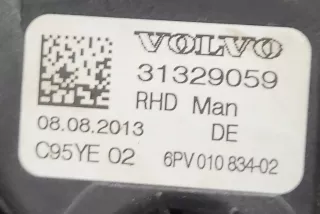 VOLVO
31329059
RHD Man
08.08.2013 DE
C95YE 02 6PV 010 834-02